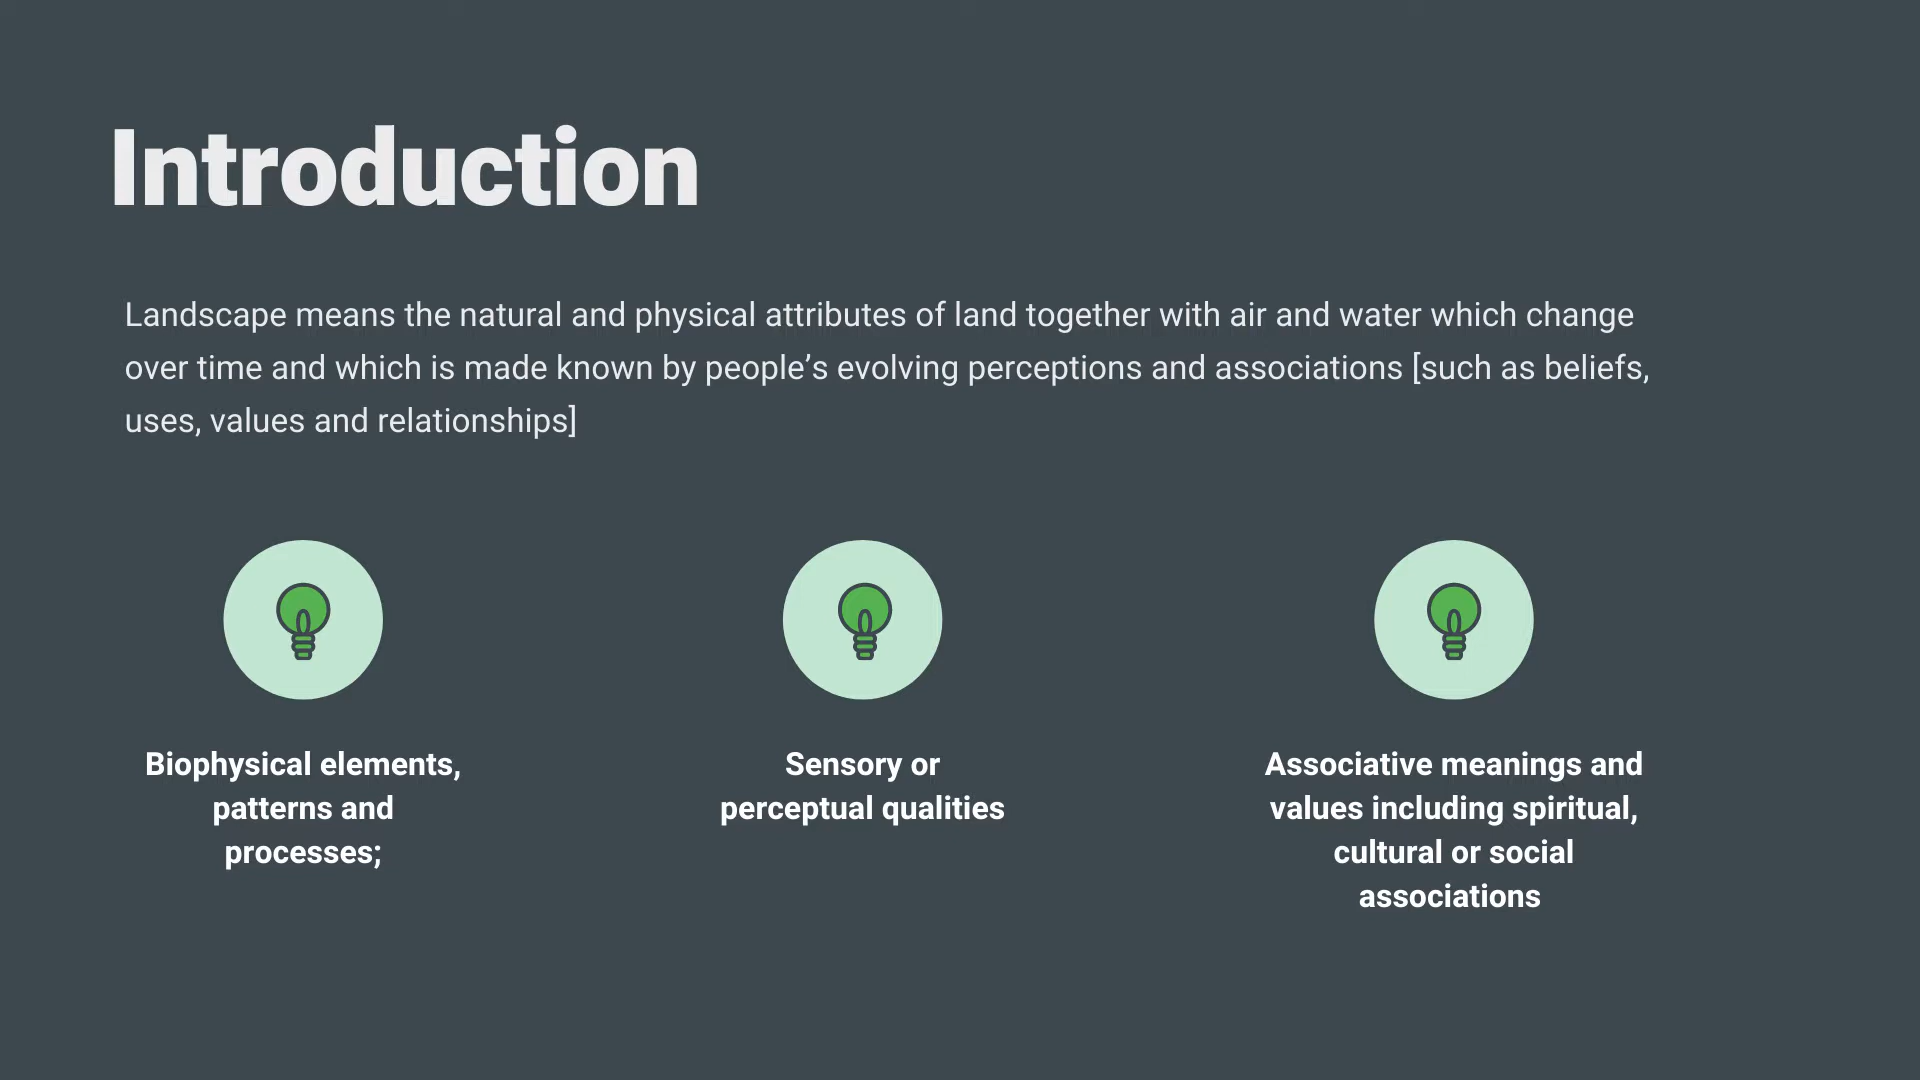 Introduction
Landscape means the natural and physical attributes of land together with air and water which change
over time and which is made known by people’s evolving perceptions and associations [such as beliefs,
uses, values and relationships]
Biophysical elements,
patterns and
processes;
Sensory or
perceptual qualities
Associative meanings and
values including spiritual,
cultural or social
associations